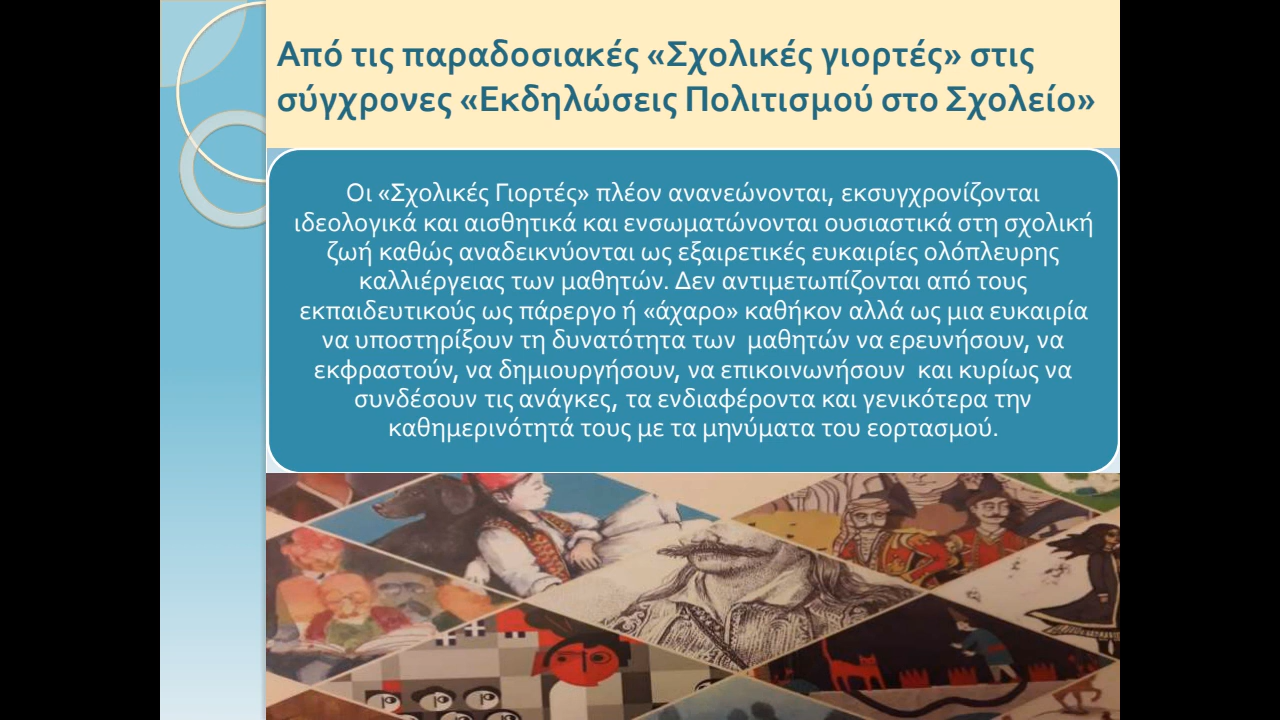 Από τις παραδοσιακές «Σχολικές γιορτές» στις
σύγχρονες «Εκδηλώσεις Πολιτισμού στο Σχολείο»
Οι «Σχολικές Γιορτές» πλέον ανανεώνονται, εκσυγχρονίζονται
ιδεολογικά και αισθητικά και ενσωματώνονται ουσιαστικά στη σχολική
ζωή καθώς αναδεικνύονται ως εξαιρετικές ευκαιρίες ολόπλευρης
καλλιέργειας των μαθητών. Δεν αντιμετωπίζονται από τους
εκπαιδευτικούς ως πάρεργο ή «άχαρο» καθήκον αλλά ως μια ευκαιρία
να υποστηρίξουν τη δυνατότητα των μαθητών να ερευνήσουν, να
εκφραστούν, να δημιουργήσουν, να επικοινωνήσουν και κυρίως να
συνδέσουν τις ανάγκες, τα ενδιαφέροντα και γενικότερα την
καθημερινότητά τους με τα μηνύματα του εορτασμού.